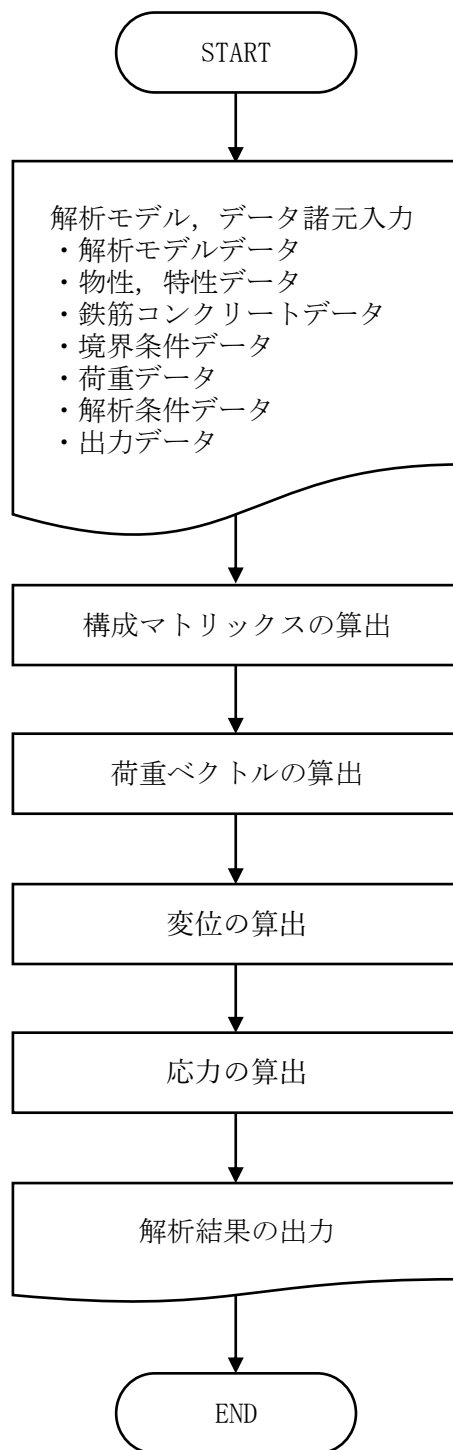 START
解析モデル，データ諸元入力
・解析モデルデータ
・物性，特性データ
・鉄筋コンクリートデータ
・境界条件データ
・荷重データ
・解析条件データ
・出力データ
構成マトリックスの算出
荷重ベクトルの算出
変位の算出
応力の算出
解析結果の出力
END